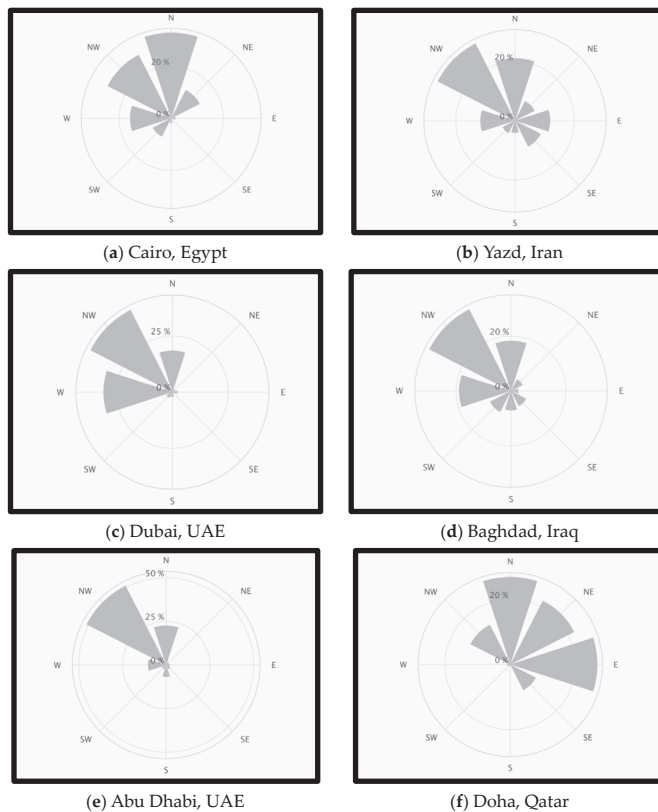 N
NW
NE
20 %
W
0 %
E
SW
SE
S
(a) Cairo, Egypt
N
NW
NE
20 %
W
0 %
E
SW
SE
S
(b) Yazd, Iran
N
NW
NE
25 %
W
0 %
E
SW
SE
S
(c) Dubai, UAE
N
NW
NE
20 %
W
0 %
E
SW
SE
S
(d) Baghdad, Iraq
N
50 %
NW
NE
25 %
W
0 %
E
SW
SE
S
(e) Abu Dhabi, UAE
N
NW
NE
20 %
W
0 %
E
SW
SE
S
(f) Doha, Qatar